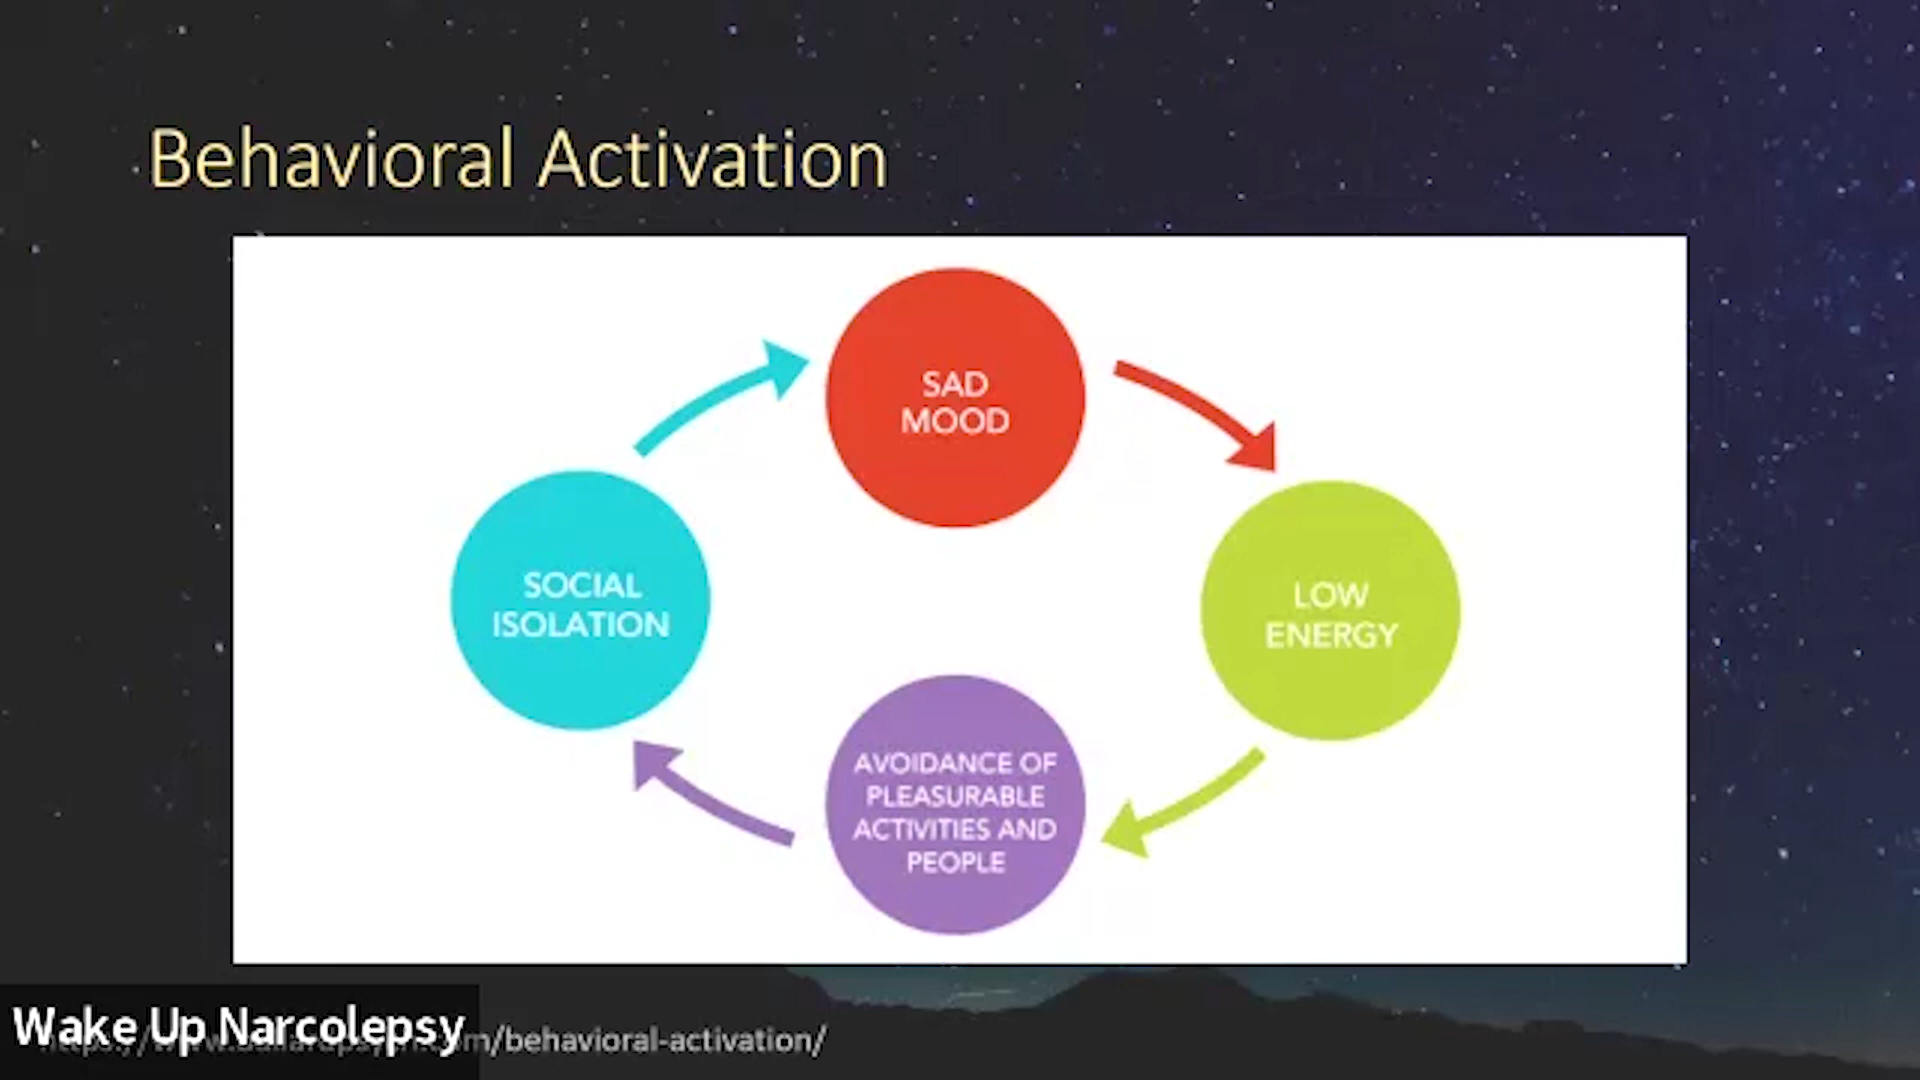 Behavioral Activation
SAD
MOOD
SOCIAL
ISOLATION
LOW
ENERGY
AVOIDANCE OF
PLEASURABLE
ACTIVITIES AND
PEOPLE
Wake Up Narcolepsy
/behavioral-activation/